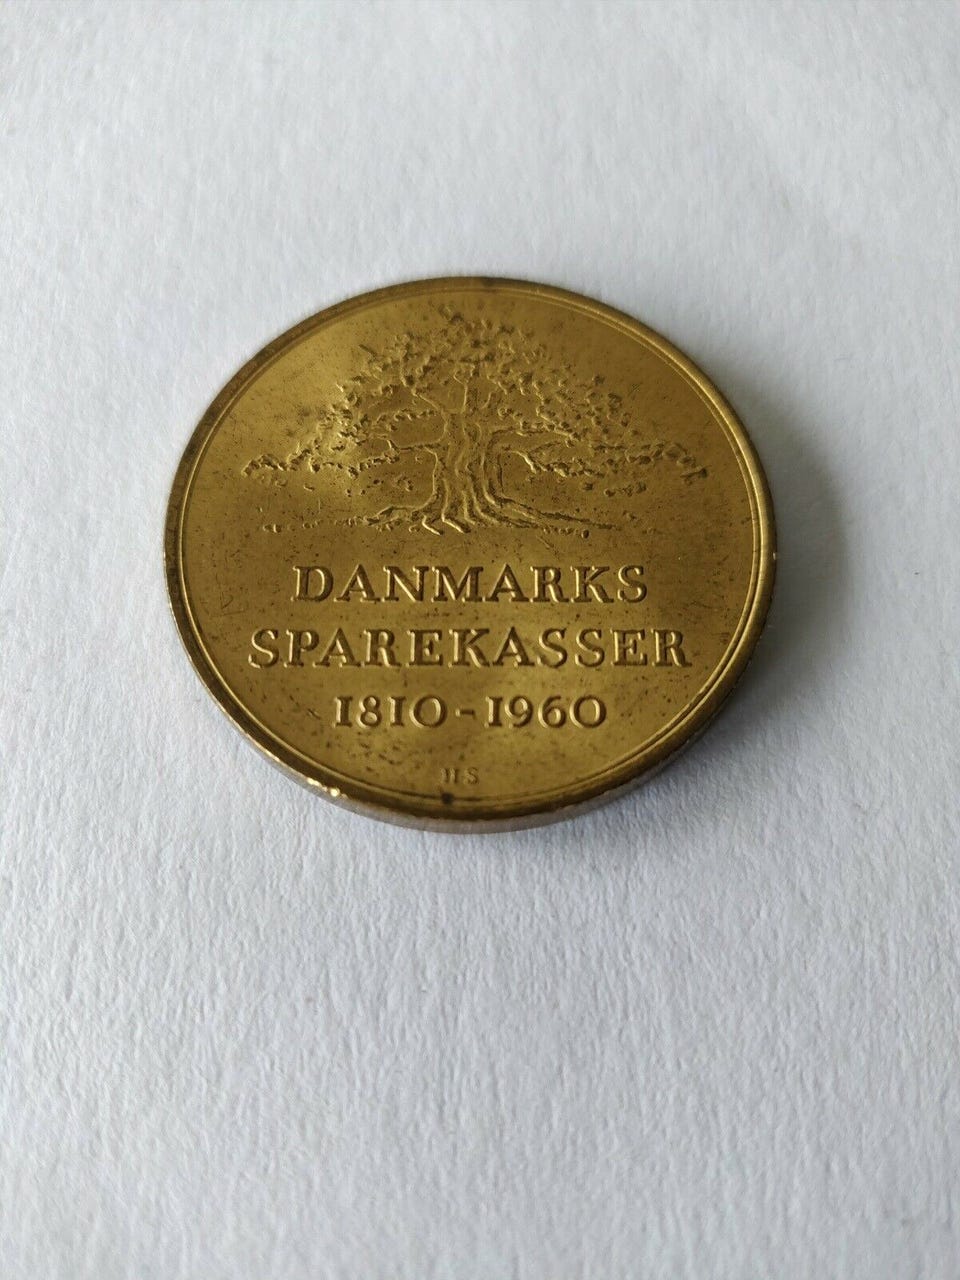 DANMARKS
SPAREKASSER
1810-1960
HS